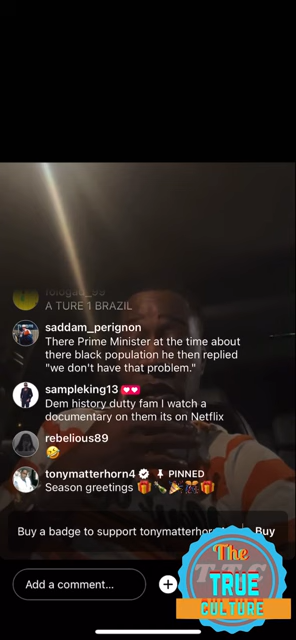 A TURE 1 BRAZIL
saddam_perignon
There Prime Minister at the time about
there black population he then replied
"we don't have that problem."
sampleking13
Dem history dutty fam I watch a
documentary on them its on Netflix
rebelious89
🤣
tonymatterhorn4 PINNED
Season greetings 🎁🍾🎉🎊🎁
Buy a badge to support tonymatterhor Buy
Add a comment...
The
T.T.C
TRUE
CULTURE